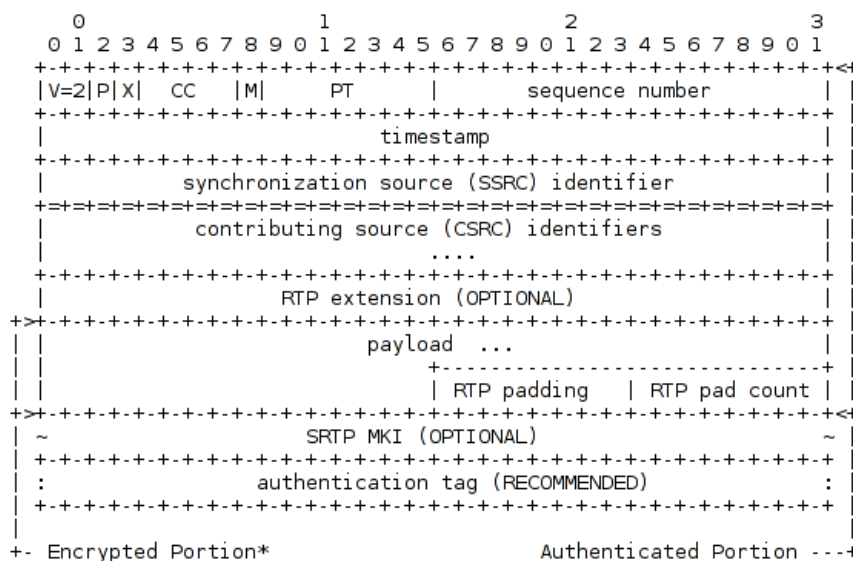 0 1 2 3
0 1 2 3 4 5 6 7 8 9 0 1 2 3 4 5 6 7 8 9 0 1 2 3 4 5 6 7 8 9 0 1
+-+-+-+-+-+-+-+-+-+-+-+-+-+-+-+-+-+-+-+-+-+-+-+-+-+-+-+-+-+-+-+-+<+
|V=2|P|X| CC |M| PT | sequence number | |
+-+-+-+-+-+-+-+-+-+-+-+-+-+-+-+-+-+-+-+-+-+-+-+-+-+-+-+-+-+-+-+-+ |
| timestamp | |
+-+-+-+-+-+-+-+-+-+-+-+-+-+-+-+-+-+-+-+-+-+-+-+-+-+-+-+-+-+-+-+-+ |
| synchronization source (SSRC) identifier | |
+=+=+=+=+=+=+=+=+=+=+=+=+=+=+=+=+=+=+=+=+=+=+=+=+=+=+=+=+=+=+=+=+ |
| contributing source (CSRC) identifiers | |
| .... | |
+-+-+-+-+-+-+-+-+-+-+-+-+-+-+-+-+-+-+-+-+-+-+-+-+-+-+-+-+-+-+-+-+ |
| RTP extension (OPTIONAL) | |
+>+-+-+-+-+-+-+-+-+-+-+-+-+-+-+-+-+-+-+-+-+-+-+-+-+-+-+-+-+-+-+-+-+ |
| | payload ... | |
| | +-------------------------------+ |
| | | RTP padding | RTP pad count | |
+>+-+-+-+-+-+-+-+-+-+-+-+-+-+-+-+-+-+-+-+-+-+-+-+-+-+-+-+-+-+-+-+-+<+
| ~ SRTP MKI (OPTIONAL) ~ |
| +-+-+-+-+-+-+-+-+-+-+-+-+-+-+-+-+-+-+-+-+-+-+-+-+-+-+-+-+-+-+-+-+ |
| : authentication tag (RECOMMENDED) : |
| +-+-+-+-+-+-+-+-+-+-+-+-+-+-+-+-+-+-+-+-+-+-+-+-+-+-+-+-+-+-+-+-+ |
| |
+- Encrypted Portion* Authenticated Portion ---+